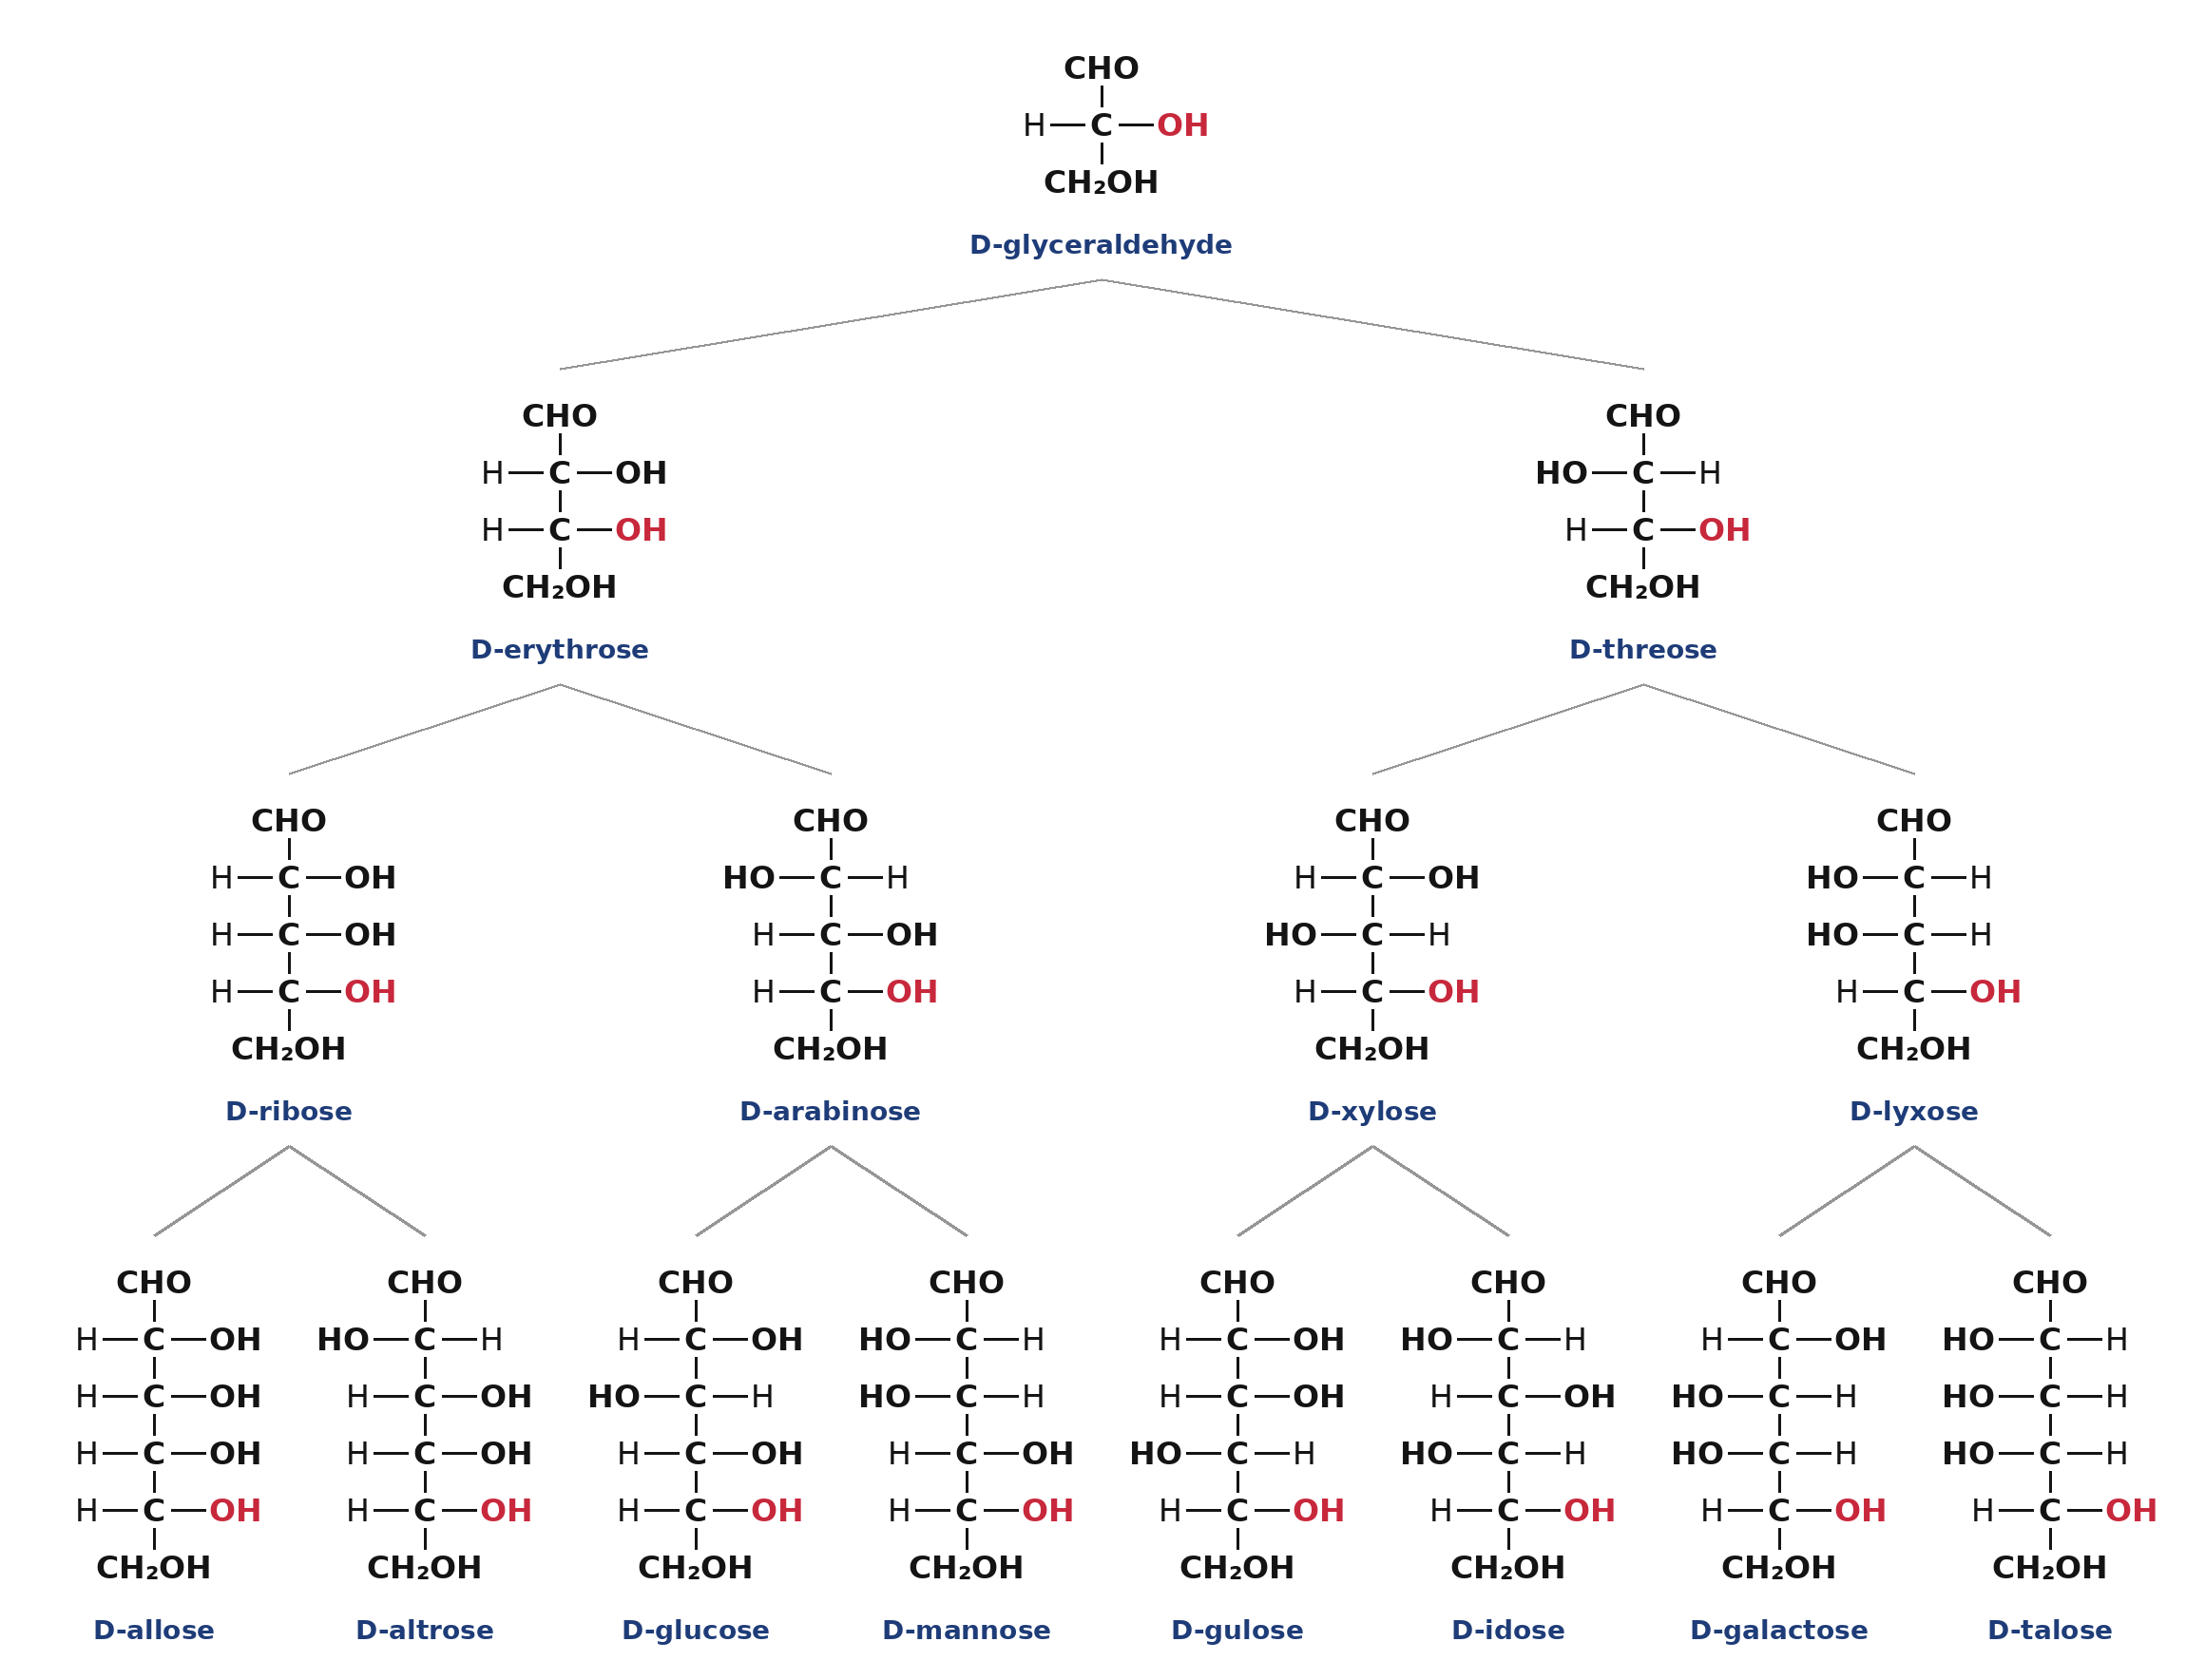 CHO
H C OH
CH₂OH
D-glyceraldehyde
CHO CHO
H C OH HO C H
H C OH H C OH
CH₂OH CH₂OH
D-erythrose D-threose
CHO CHO CHO CHO
H C OH HO C H H C OH HO C H
H C OH H C OH HO C H HO C H
H C OH H C OH H C OH H C OH
CH₂OH CH₂OH CH₂OH CH₂OH
D-ribose D-arabinose D-xylose D-lyxose
CHO CHO CHO CHO CHO CHO CHO CHO
H C OH HO C H H C OH HO C H H C OH HO C H H C OH HO C H
H C OH H C OH HO C H HO C H H C OH H C OH HO C H HO C H
H C OH H C OH H C OH H C OH HO C H HO C H HO C H HO C H
H C OH H C OH H C OH H C OH H C OH H C OH H C OH H C OH
CH₂OH CH₂OH CH₂OH CH₂OH CH₂OH CH₂OH CH₂OH CH₂OH
D-allose D-altrose D-glucose D-mannose D-gulose D-idose D-galactose D-talose